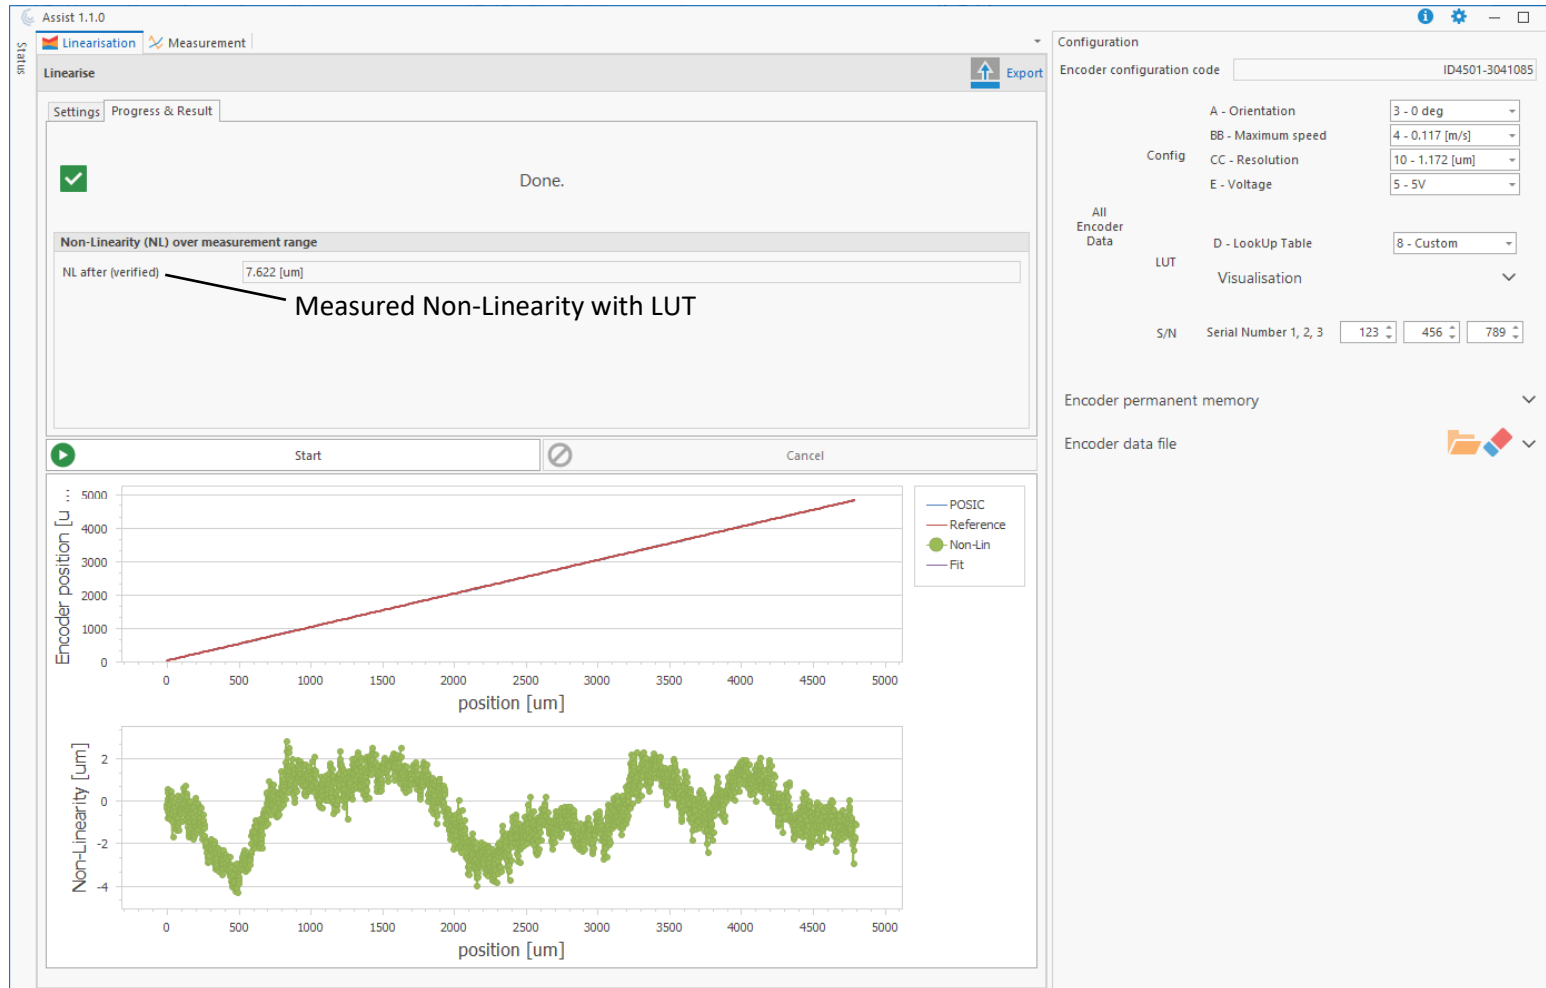 Assist 1.1.0
Status
Linearisation
Measurement
Linearise
Export
Settings
Progress & Result
Done.
Non-Linearity (NL) over measurement range
NL after (verified)
7.622 [um]
Measured Non-Linearity with LUT
Start
Cancel
Encoder position [u ...
5000
4000
3000
2000
1000
0
0 500 1000 1500 2000 2500 3000 3500 4000 4500 5000
position [um]
POSIC
Reference
Non-Lin
Fit
Non-Linearity [um]
2
0
-2
-4
0 500 1000 1500 2000 2500 3000 3500 4000 4500 5000
position [um]
Configuration
Encoder configuration code
ID4501-3041085
All
Encoder
Data
Config
A - Orientation
3 - 0 deg
BB - Maximum speed
4 - 0.117 [m/s]
CC - Resolution
10 - 1.172 [um]
E - Voltage
5 - 5V
LUT
D - LookUp Table
8 - Custom
Visualisation
S/N
Serial Number 1, 2, 3
123
456
789
Encoder permanent memory
Encoder data file